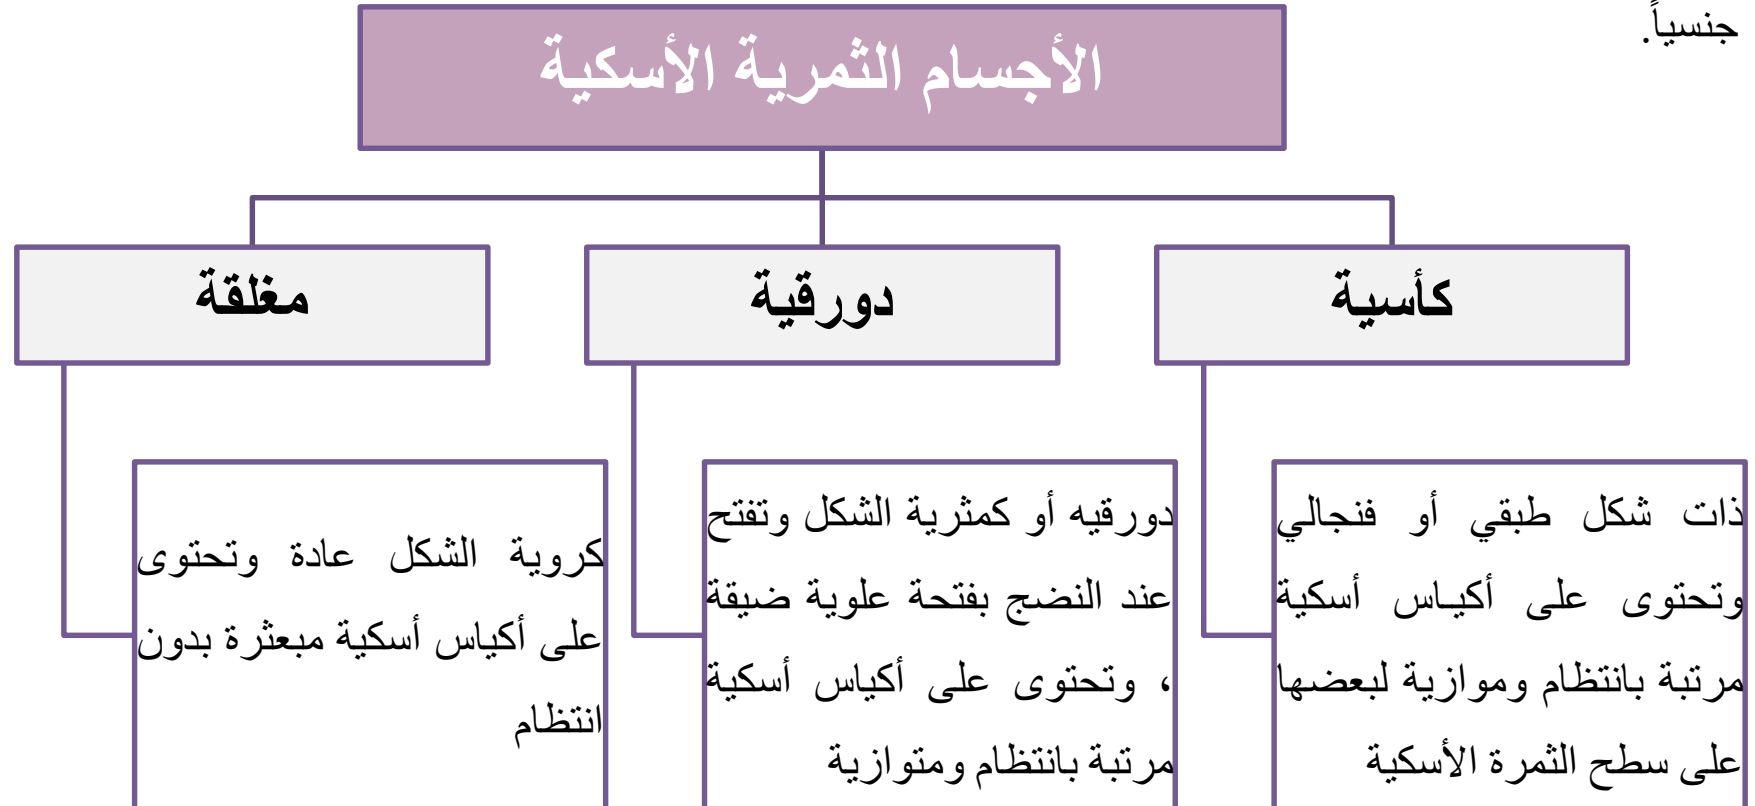 جنسياً.
الأجسام الثمرية الأسكية
كأسية
دورقية
مغلقة
ذات شكل طبقي أو فنجالي
وتحتوى على أكياس أسكية
مرتبة بانتظام وموازية لبعضها
على سطح الثمرة الأسكية
دورقيه أو كمثرية الشكل وتفتح
عند النضج بفتحة علوية ضيقة
، وتحتوى على أكياس أسكية
مرتبة بانتظام ومتوازية
كروية الشكل عادة وتحتوى
على أكياس أسكية مبعثرة بدون
انتظام